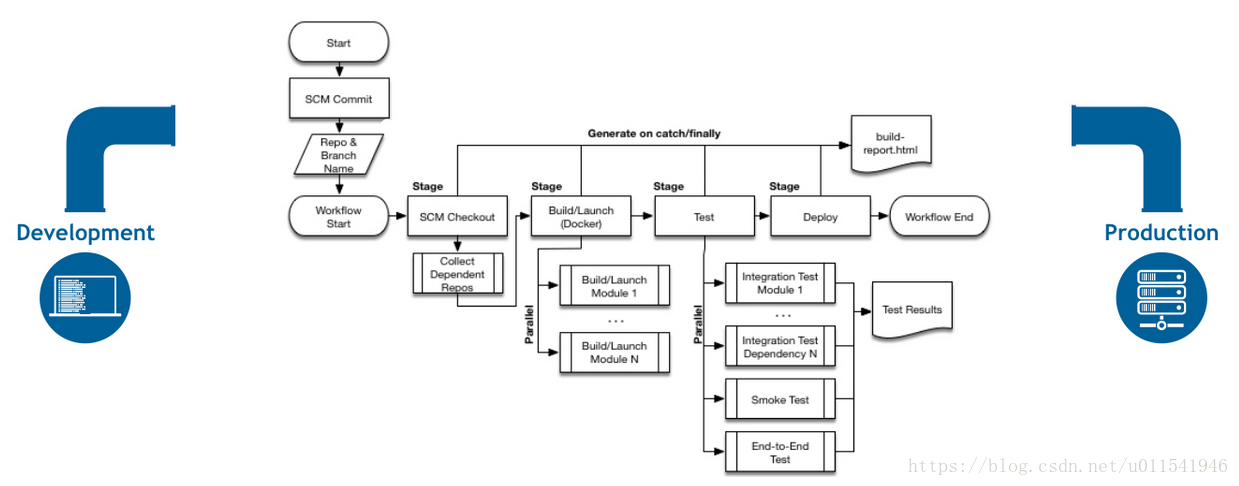 Start
SCM Commit
Repo &
Branch
Name
Generate on catch/finally
build-
report.html
Development
Workflow
Start
Stage
SCM Checkout
Stage
Build/Launch
(Docker)
Stage
Test
Stage
Deploy
Workflow End
Production
Collect
Dependent
Repos
Parallel
Build/Launch
Module 1
...
Build/Launch
Module N
Parallel
Integration Test
Module 1
...
Integration Test
Dependency N
Smoke Test
End-to-End
Test
Test Results
https://blog.csdn.net/u011541946